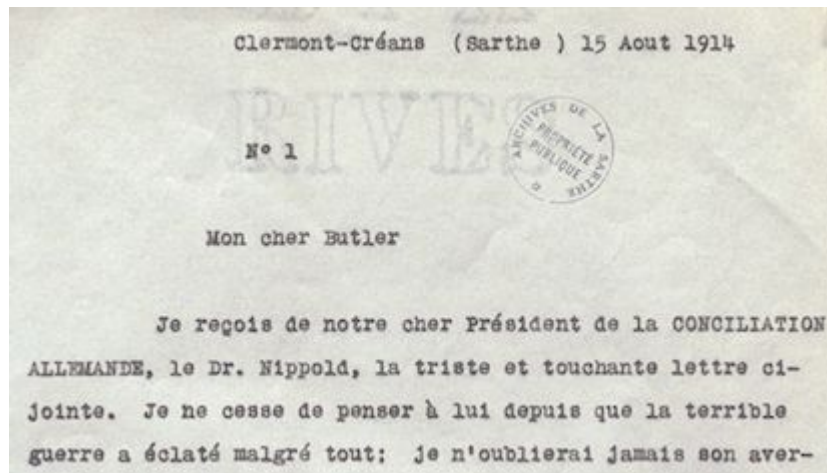 Clermont-Créans (Sarthe ) 15 Aout 1914
RIVES
ARCHIVES DE LA SARTHE
PROPRIÉTÉ
PUBLIQUE
N° 1
Mon cher Butler
Je reçois de notre cher Président de la CONCILIATION
ALLEMANDE, le Dr. Nippold, la triste et touchante lettre ci-
jointe. Je ne cesse de penser à lui depuis que la terrible
guerre a éclaté malgré tout; je n'oublierai jamais son aver-